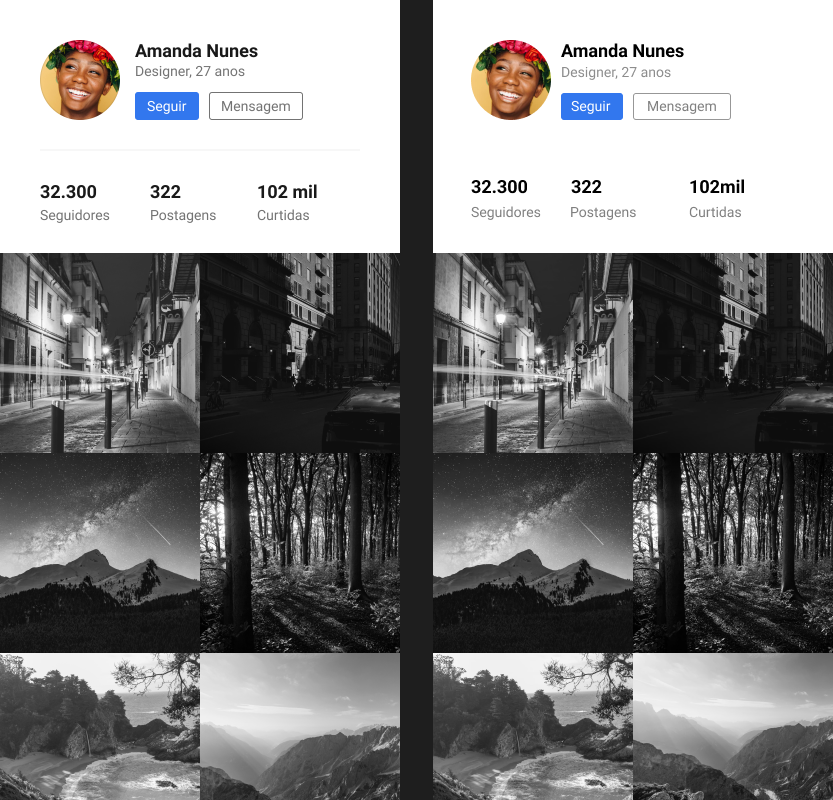 Amanda Nunes
Designer, 27 anos
Seguir Mensagem
32.300 322 102 mil
Seguidores Postagens Curtidas
Amanda Nunes
Designer, 27 anos
Seguir Mensagem
32.300 322 102mil
Seguidores Postagens Curtidas